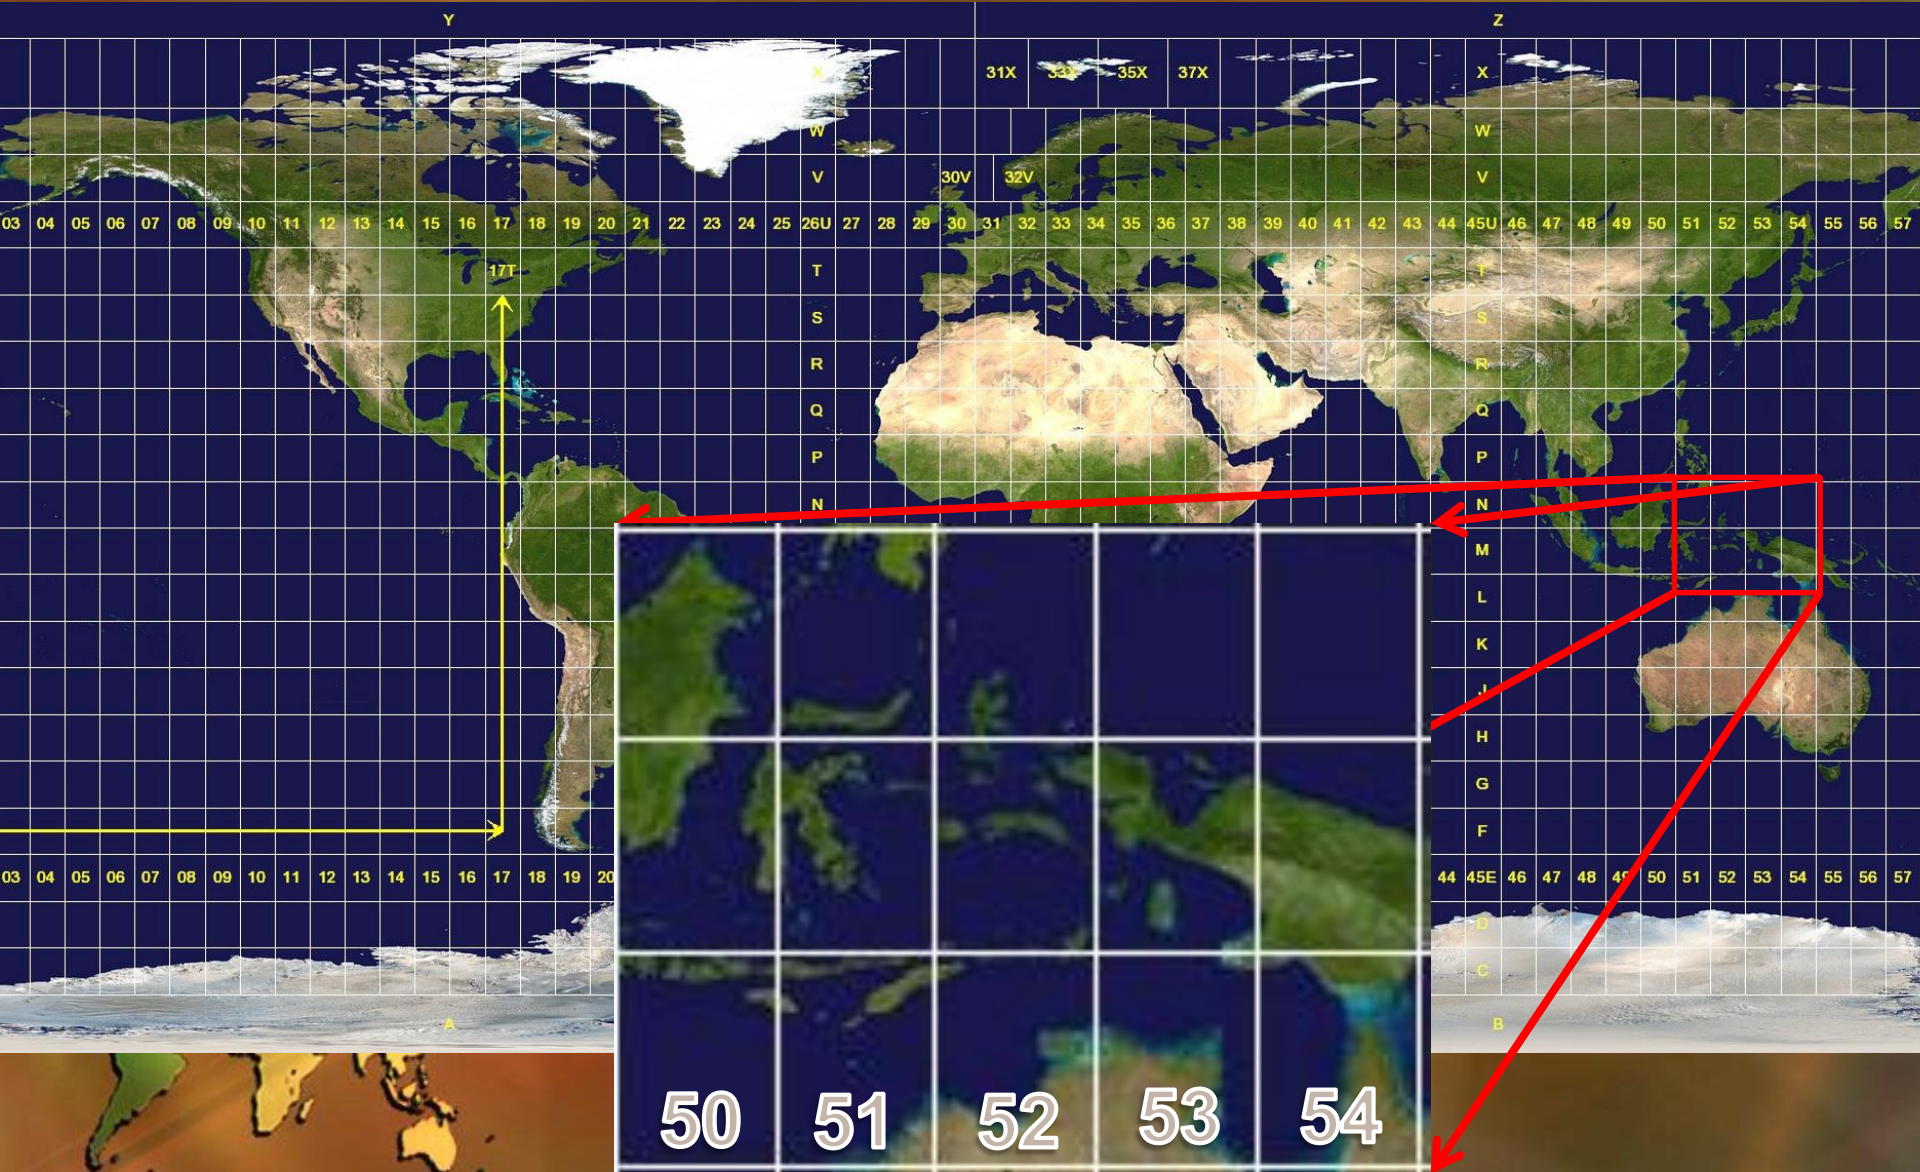 Y Z
X 31X 33X 35X 37X X
W W
V 30V 32V V
03 04 05 06 07 08 09 10 11 12 13 14 15 16 17 18 19 20 21 22 23 24 25 26U 27 28 29 30 31 32 33 34 35 36 37 38 39 40 41 42 43 44 45U 46 47 48 49 50 51 52 53 54 55 56 57
17T T T
S S
R R
Q Q
P P
N N
M
L
K
J
H
G
F
03 04 05 06 07 08 09 10 11 12 13 14 15 16 17 18 19 20 44 45E 46 47 48 49 50 51 52 53 54 55 56 57
D
C
A B
50 51 52 53 54